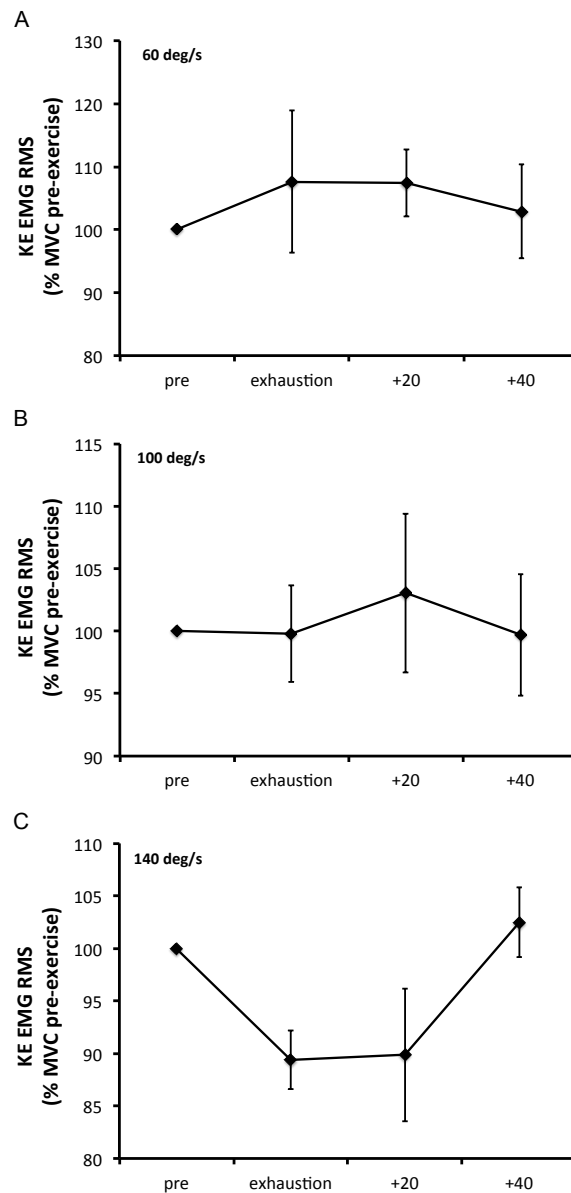 A
130
120
110
100
90
80
60 deg/s
KE EMG RMS
(% MVC pre-exercise)
pre exhaustion +20 +40
B
115
110
105
100
95
90
100 deg/s
KE EMG RMS
(% MVC pre-exercise)
pre exhaustion +20 +40
C
110
105
100
95
90
85
80
140 deg/s
KE EMG RMS
(% MVC pre-exercise)
pre exhaustion +20 +40